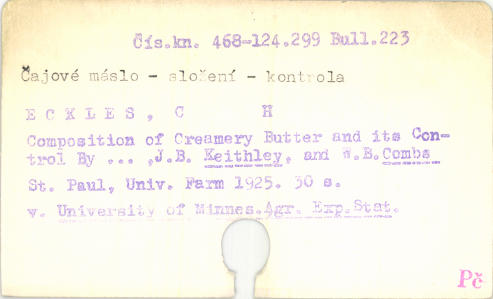 Čís.kn. 468-124.299 Bull.223
Čajové máslo - složení - kontrola
E C K L E S , C H
Composition of Creamery Butter and its Con-
trol By ... ,J.B. Keithley, and W.B.Combs
St. Paul, Univ. Farm 1925. 30 s.
v. University of Minnes.Agr. Exp.Stat.
Pč